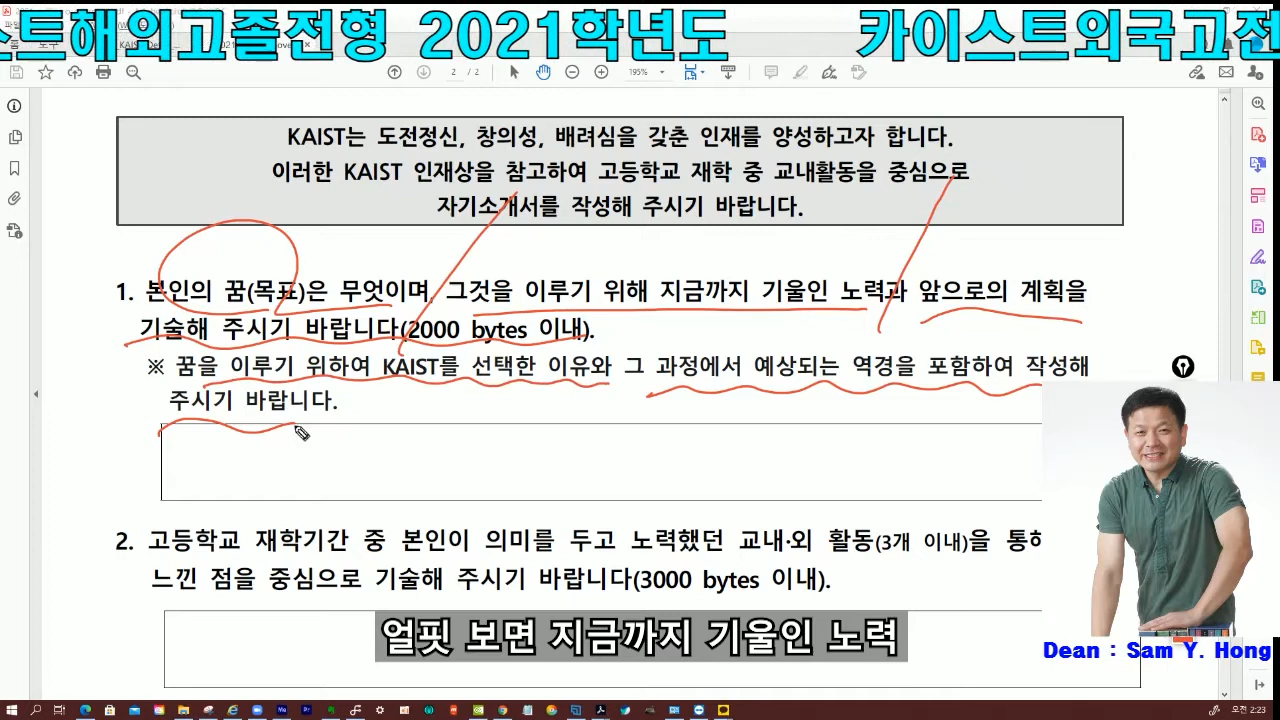 스트해외고졸전형 2021학년도 카이스트외국고전
2 / 2
195%
KAIST는 도전정신, 창의성, 배려심을 갖춘 인재를 양성하고자 합니다.
이러한 KAIST 인재상을 참고하여 고등학교 재학 중 교내활동을 중심으로
자기소개서를 작성해 주시기 바랍니다.
1. 본인의 꿈(목표)은 무엇이며, 그것을 이루기 위해 지금까지 기울인 노력과 앞으로의 계획을
기술해 주시기 바랍니다(2000 bytes 이내).
※ 꿈을 이루기 위하여 KAIST를 선택한 이유와 그 과정에서 예상되는 역경을 포함하여 작성해
주시기 바랍니다.
2. 고등학교 재학기간 중 본인이 의미를 두고 노력했던 교내·외 활동(3개 이내)을 통해
느낀 점을 중심으로 기술해 주시기 바랍니다(3000 bytes 이내).
얼핏 보면 지금까지 기울인 노력
Dean : Sam Y. Hong
오전 2:23